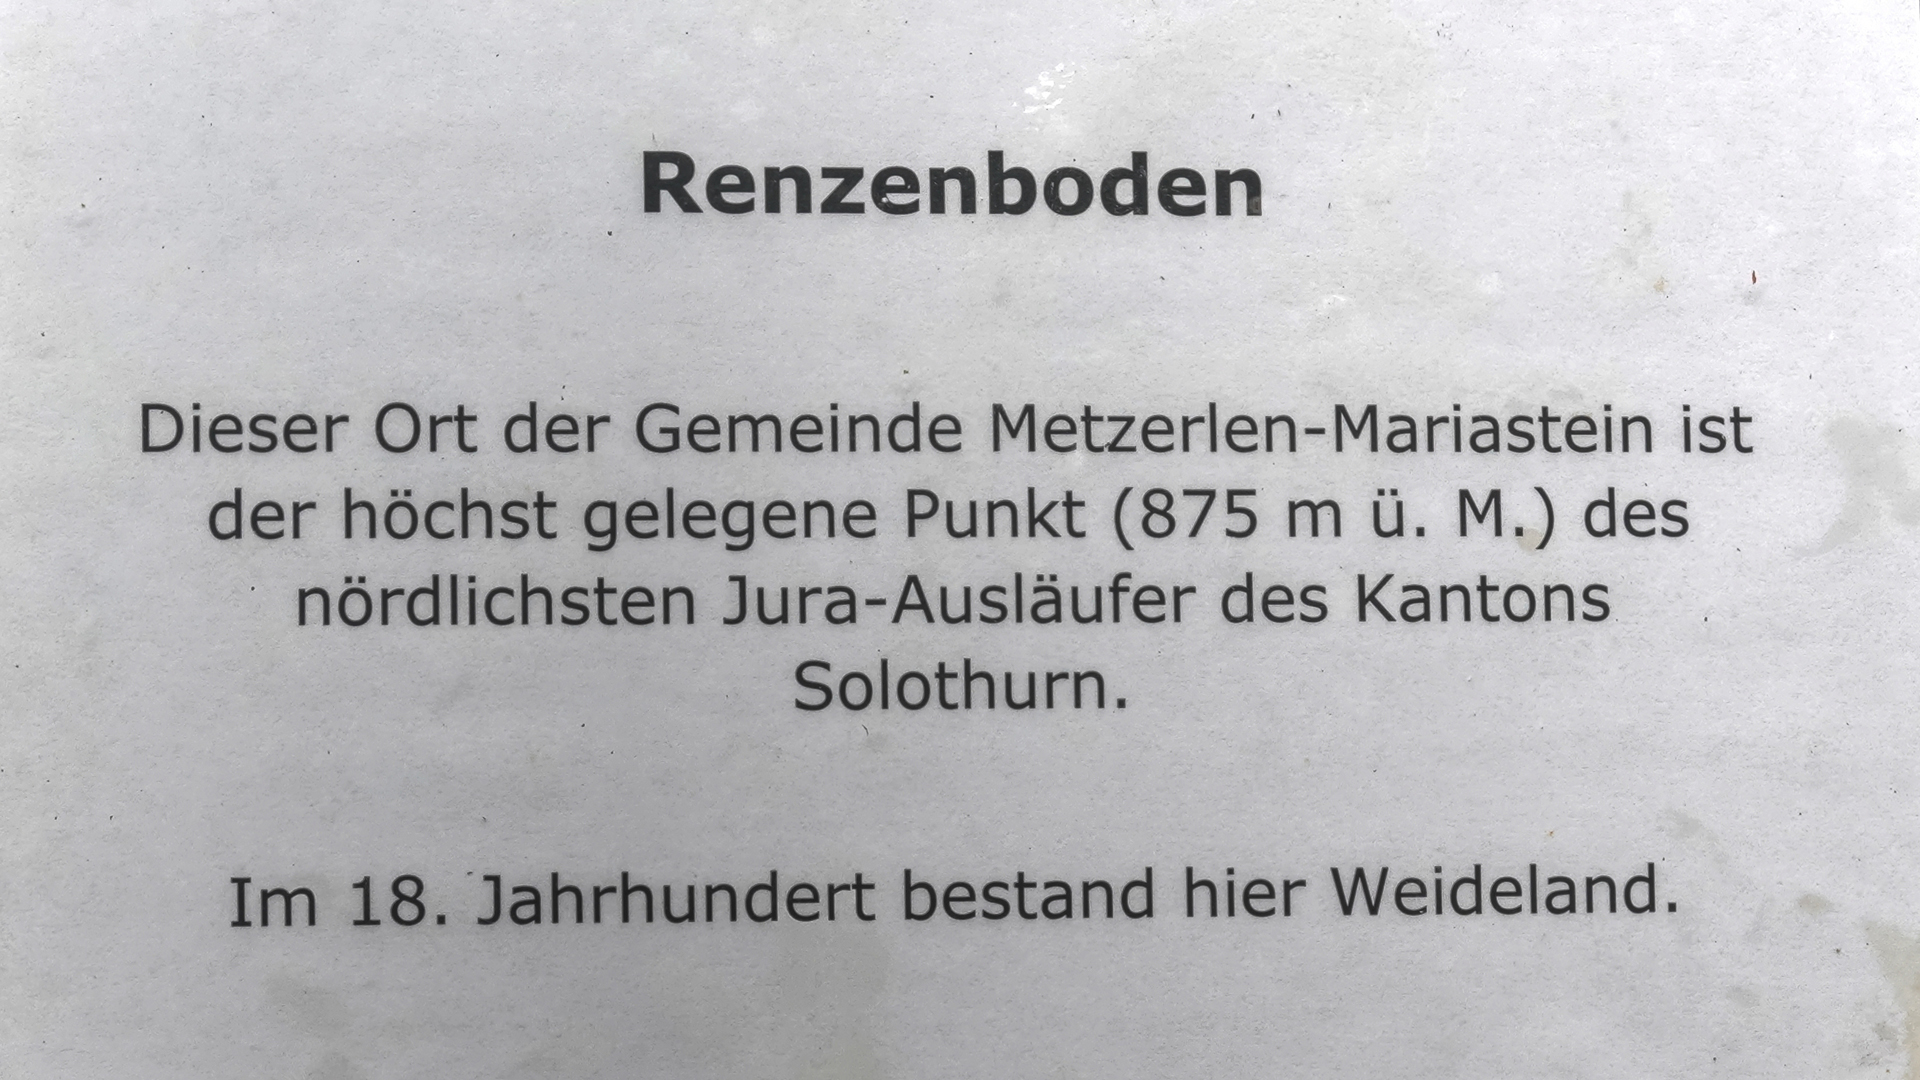 Renzenboden
Dieser Ort der Gemeinde Metzerlen-Mariastein ist
der höchst gelegene Punkt (875 m ü. M.) des
nördlichsten Jura-Ausläufer des Kantons
Solothurn.
Im 18. Jahrhundert bestand hier Weideland.